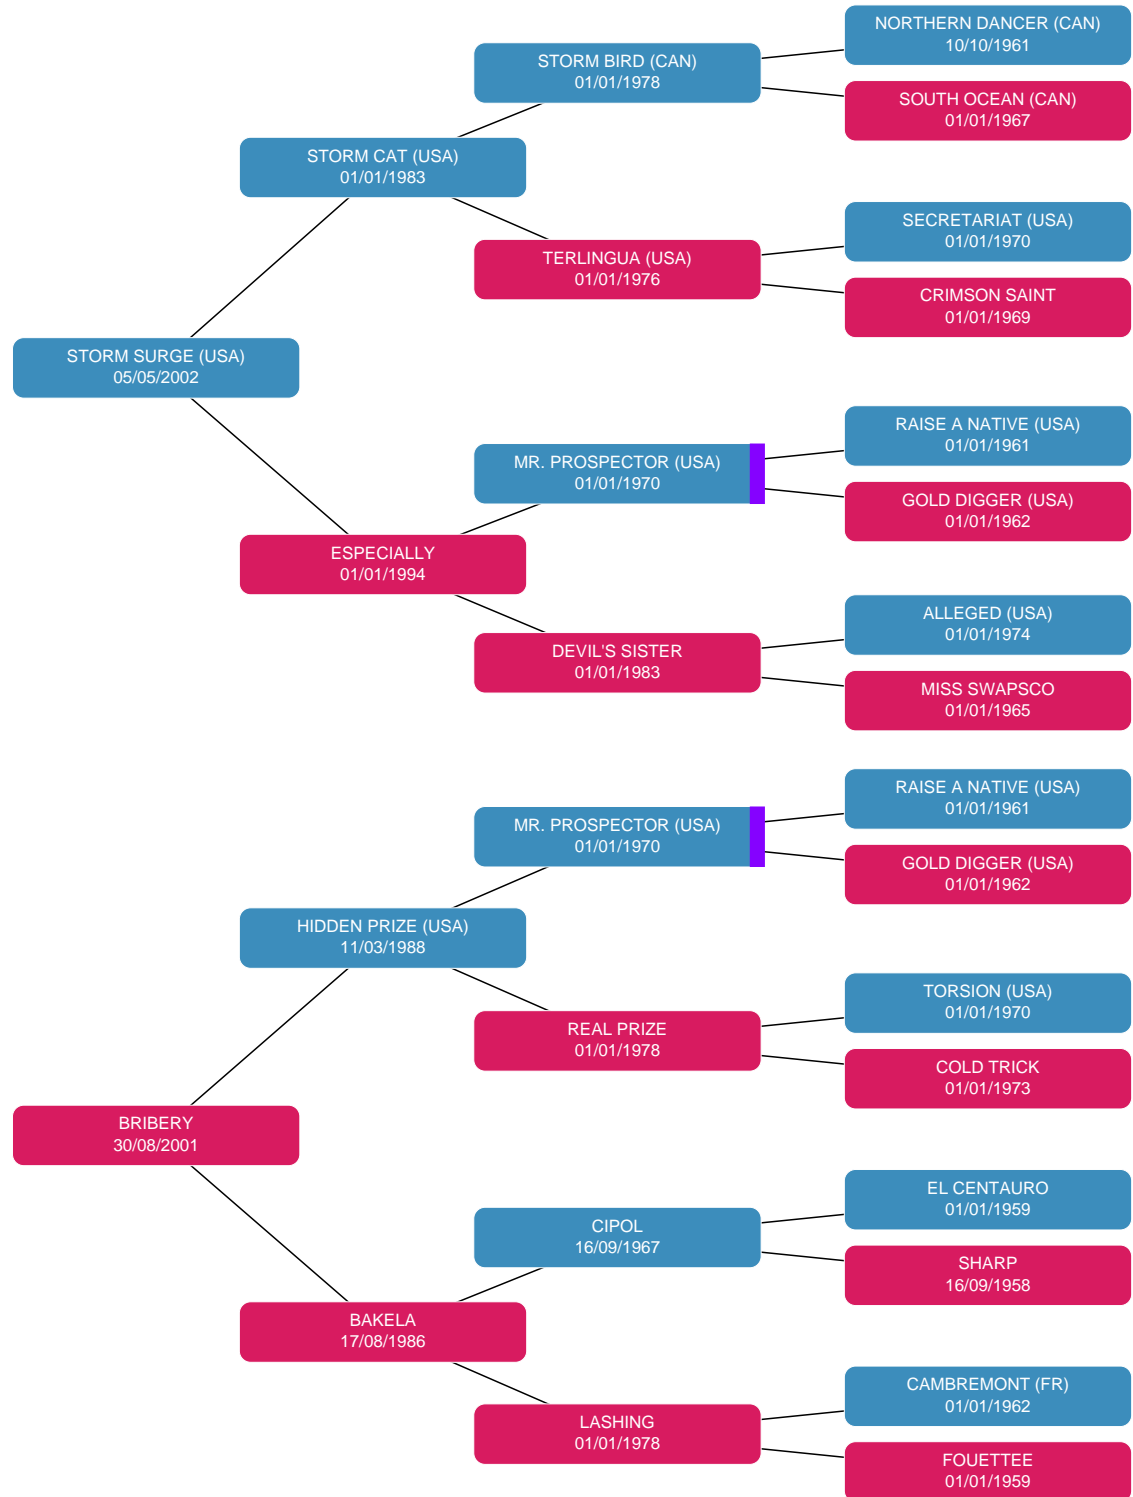 NORTHERN DANCER (CAN)
10/10/1961
STORM BIRD (CAN)
01/01/1978
SOUTH OCEAN (CAN)
01/01/1967
STORM CAT (USA)
01/01/1983
SECRETARIAT (USA)
01/01/1970
TERLINGUA (USA)
01/01/1976
CRIMSON SAINT
01/01/1969
STORM SURGE (USA)
05/05/2002
RAISE A NATIVE (USA)
01/01/1961
MR. PROSPECTOR (USA)
01/01/1970
GOLD DIGGER (USA)
01/01/1962
ESPECIALLY
01/01/1994
ALLEGED (USA)
01/01/1974
DEVIL'S SISTER
01/01/1983
MISS SWAPSCO
01/01/1965
RAISE A NATIVE (USA)
01/01/1961
MR. PROSPECTOR (USA)
01/01/1970
GOLD DIGGER (USA)
01/01/1962
HIDDEN PRIZE (USA)
11/03/1988
TORSION (USA)
01/01/1970
REAL PRIZE
01/01/1978
COLD TRICK
01/01/1973
BRIBERY
30/08/2001
EL CENTAURO
01/01/1959
CIPOL
16/09/1967
SHARP
16/09/1958
BAKELA
17/08/1986
CAMBREMONT (FR)
01/01/1962
LASHING
01/01/1978
FOUETTEE
01/01/1959